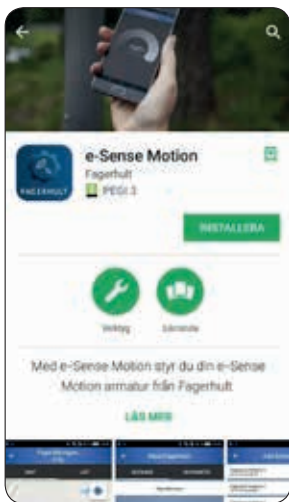 e-Sense Motion
Fagerhult
PEGI 3
FAGERHULT
INSTALLERA
Verktyg
Liknande
Med e-Sense Motion styr du din e-Sense
Motion armatur från Fagerhult
LÄS MER